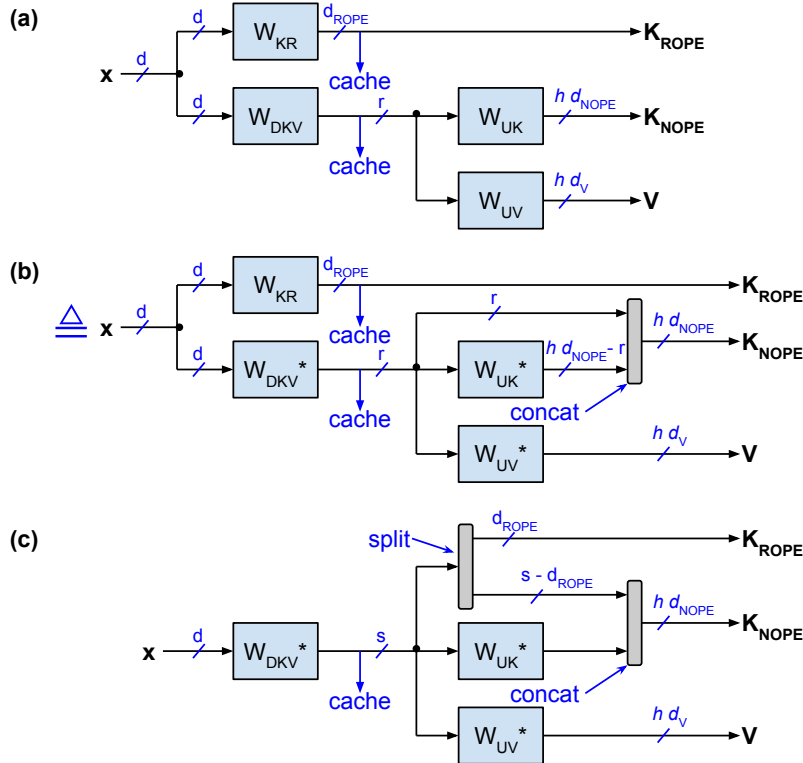 (a)
d d_ROPE
W_KR K_ROPE
x d
cache
d r h d_NOPE
W_DKV W_UK K_NOPE
cache
h d_V
W_UV V
(b)
d d_ROPE
W_KR K_ROPE
≜ x d
cache
r h d_NOPE
d r h d_NOPE - r
W_DKV* W_UK* K_NOPE
cache concat
h d_V
W_UV* V
(c)
split d_ROPE
K_ROPE
s - d_ROPE
h d_NOPE
x d W_DKV* s W_UK* K_NOPE
cache concat
h d_V
W_UV* V